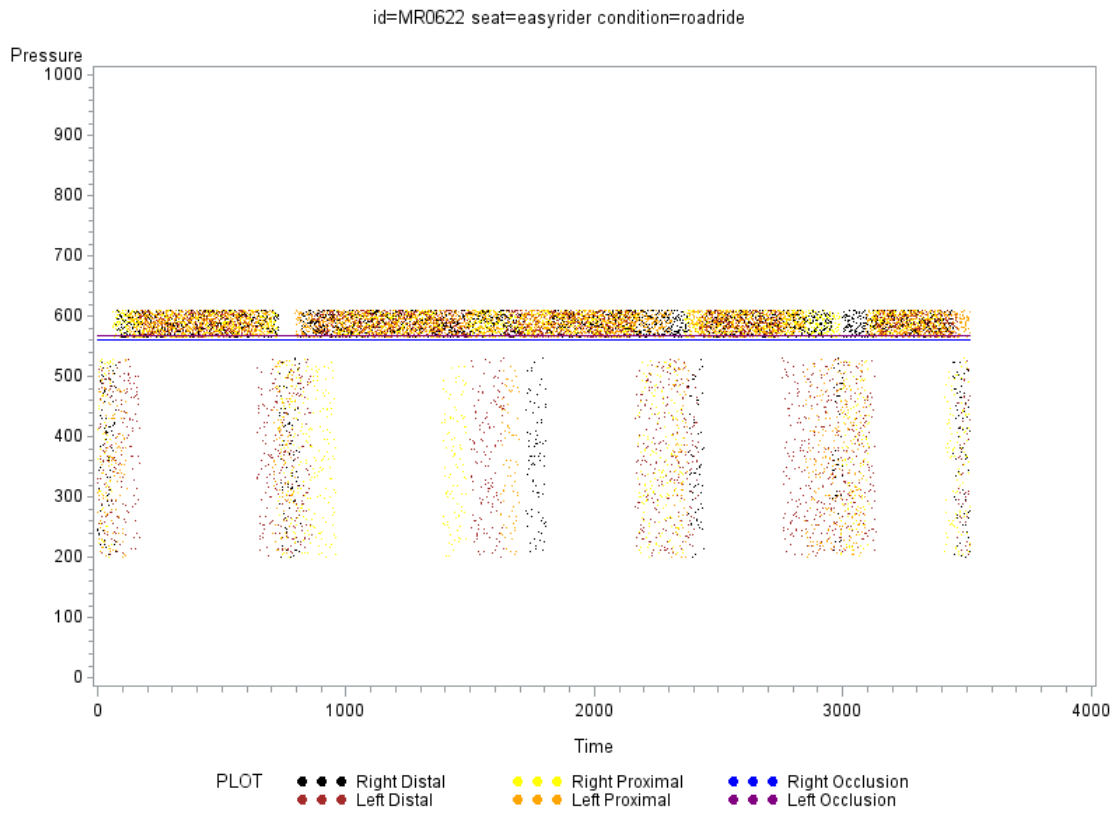 id=MR0622 seat=easyrider condition=roadride
Pressure
1000
900
800
700
600
500
400
300
200
100
0
0 1000 2000 3000 4000
Time
PLOT Right Distal Right Proximal Right Occlusion
Left Distal Left Proximal Left Occlusion